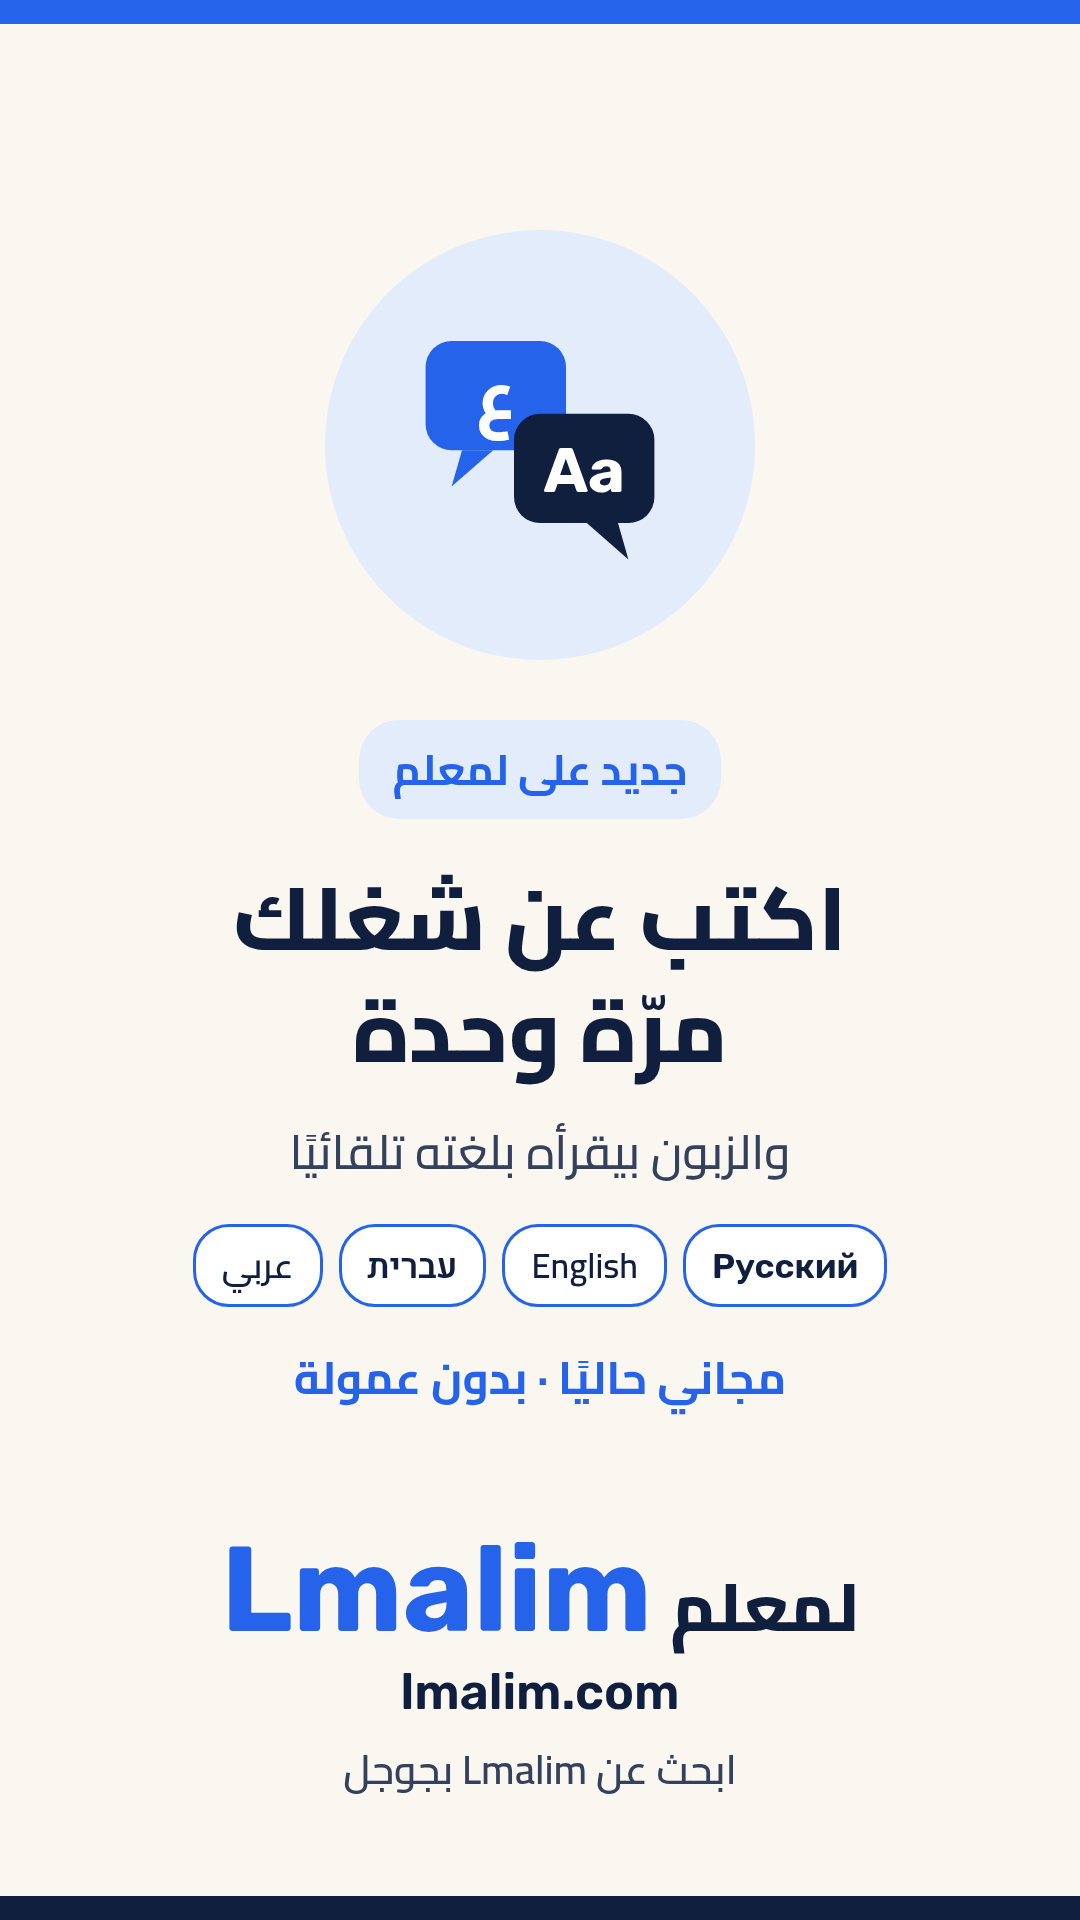 ع
Aa
جديد على لمعلم
اكتب عن شغلك
مرّة وحدة
والزبون بيقرأه بلغته تلقائيًا
عربي עברית English Русский
مجاني حاليًا · بدون عمولة
Lmalim لمعلم
lmalim.com
ابحث عن Lmalim بجوجل